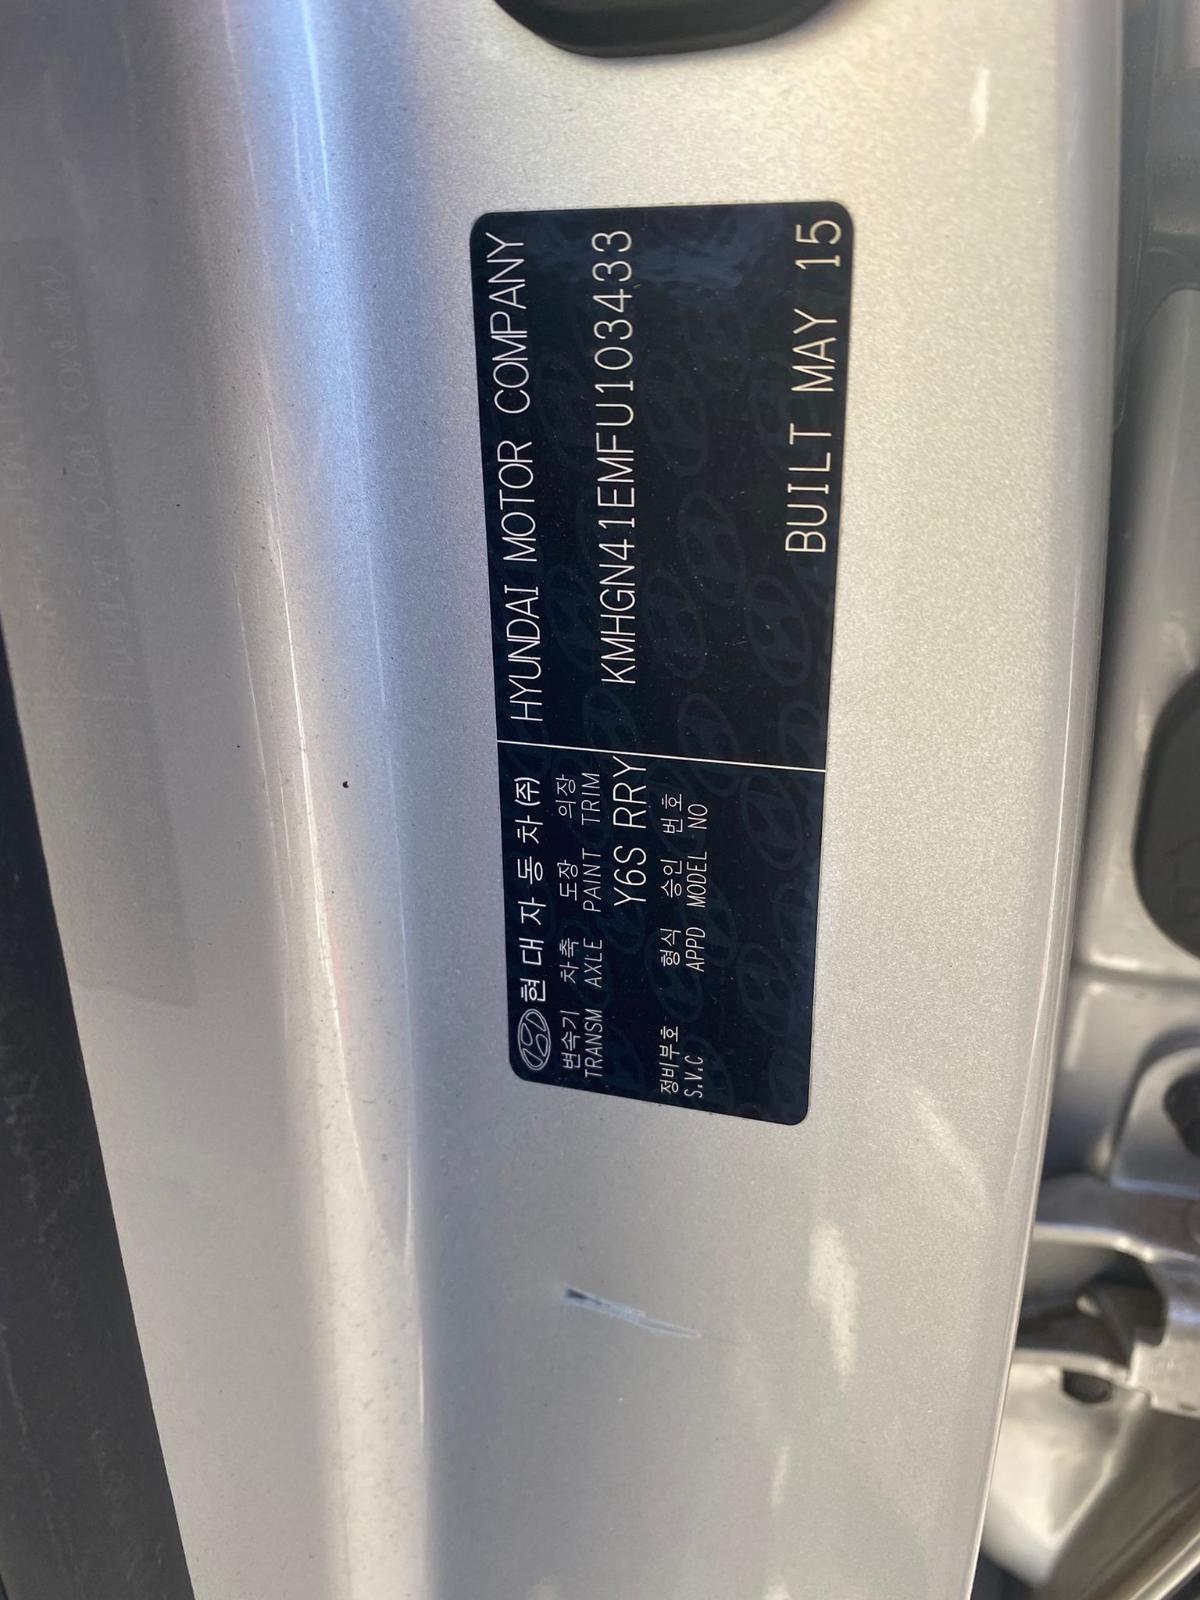 현대자동차(주)
변속기 차축 도장 의장
TRANSM AXLE PAINT TRIM
Y6S RRY
정비부호 형식 승인 번호
S.V.C APPD MODEL NO
HYUNDAI MOTOR COMPANY
KMHGN41EMFU103433
BUILT MAY 15